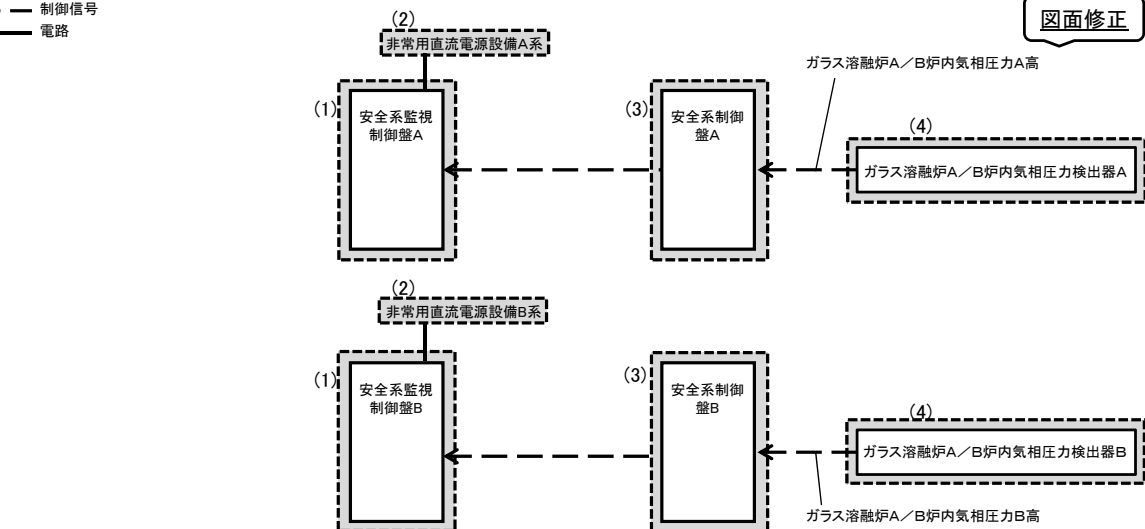 制御信号
電路
図面修正
(2)
非常用直流電源設備A系
ガラス溶融炉A/B炉内気相圧力A高
(1)
安全系監視
制御盤A
(3)
安全系制御
盤A
(4)
ガラス溶融炉A/B炉内気相圧力検出器A
(2)
非常用直流電源設備B系
(1)
安全系監視
制御盤B
(3)
安全系制御
盤B
(4)
ガラス溶融炉A/B炉内気相圧力検出器B
ガラス溶融炉A/B炉内気相圧力B高